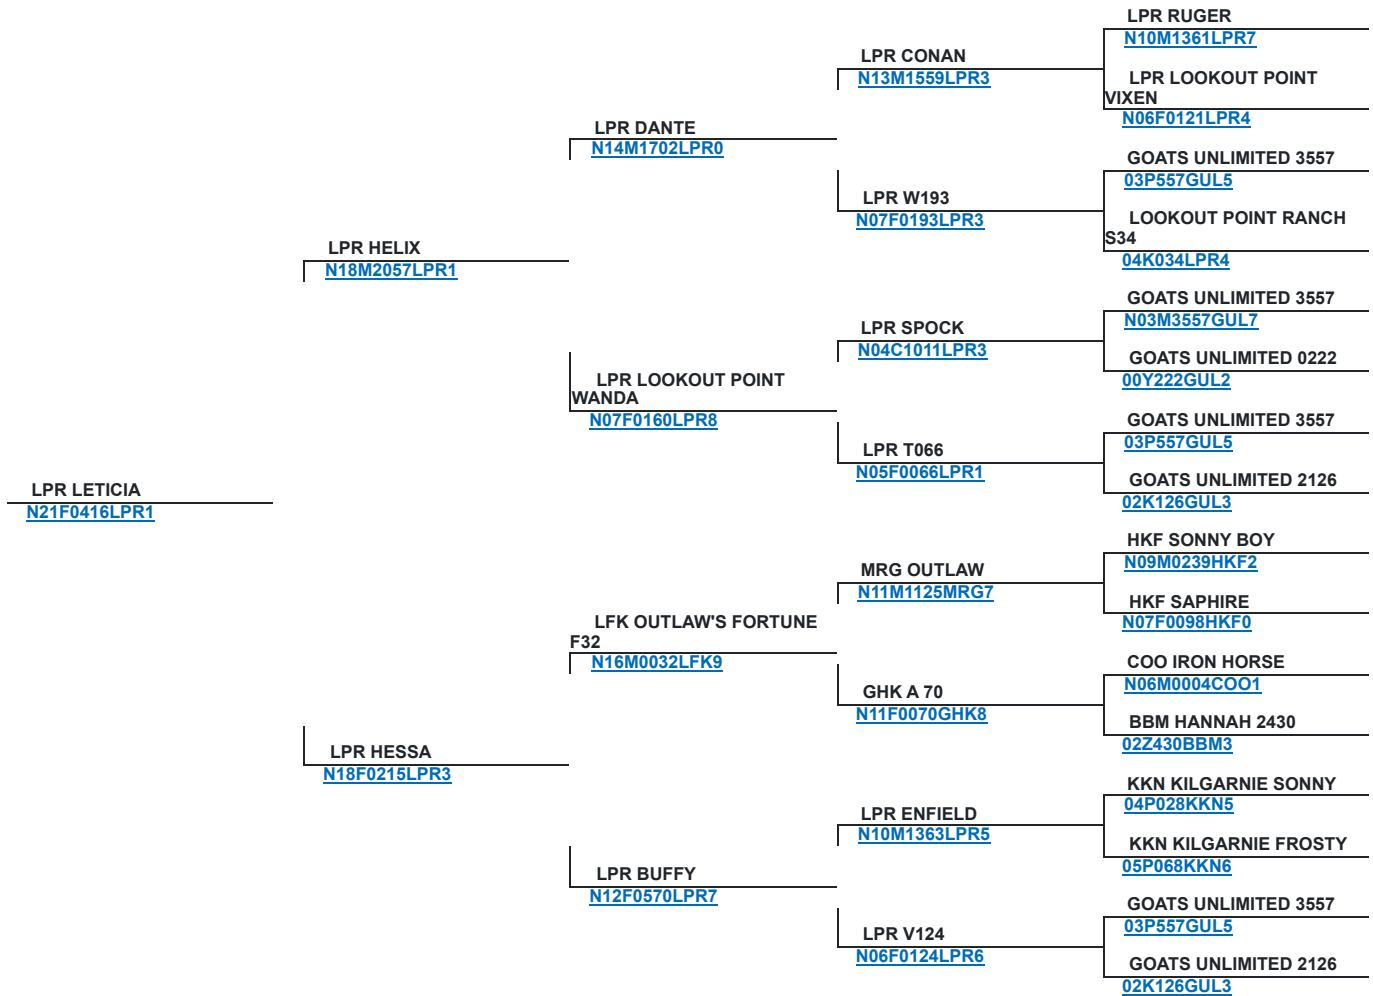 LPR RUGER
N10M1361LPR7
LPR CONAN
N13M1559LPR3
LPR LOOKOUT POINT
VIXEN
N06F0121LPR4
LPR DANTE
N14M1702LPR0
GOATS UNLIMITED 3557
03P557GUL5
LPR W193
N07F0193LPR3
LOOKOUT POINT RANCH
S34
04K034LPR4
LPR HELIX
N18M2057LPR1
GOATS UNLIMITED 3557
N03M3557GUL7
LPR SPOCK
N04C1011LPR3
GOATS UNLIMITED 0222
00Y222GUL2
LPR LOOKOUT POINT
WANDA
N07F0160LPR8
GOATS UNLIMITED 3557
03P557GUL5
LPR T066
N05F0066LPR1
GOATS UNLIMITED 2126
02K126GUL3
LPR LETICIA
N21F0416LPR1
HKF SONNY BOY
N09M0239HKF2
MRG OUTLAW
N11M1125MRG7
HKF SAPHIRE
N07F0098HKF0
LFK OUTLAW'S FORTUNE
F32
N16M0032LFK9
COO IRON HORSE
N06M0004COO1
GHK A 70
N11F0070GHK8
BBM HANNAH 2430
02Z430BBM3
LPR HESSA
N18F0215LPR3
KKN KILGARNIE SONNY
04P028KKN5
LPR ENFIELD
N10M1363LPR5
KKN KILGARNIE FROSTY
05P068KKN6
LPR BUFFY
N12F0570LPR7
GOATS UNLIMITED 3557
03P557GUL5
LPR V124
N06F0124LPR6
GOATS UNLIMITED 2126
02K126GUL3